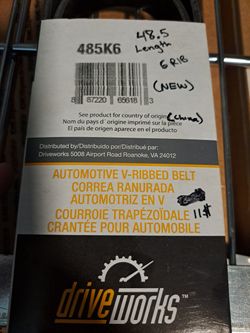 485K6
48.5
Length
6 RIB
(NEW)
8 87220 65618 3
See product for country of origin
(China)
Nom du pays d´origine imprimé sur la pièce
El país de origen aparece en el producto
Distributed by/Distribuido por/Distribué par:
Driveworks 5008 Airport Road Roanoke, VA 24012
AUTOMOTIVE V-RIBBED BELT
CORREA RANURADA
AUTOMOTRIZ EN V
COURROIE TRAPÉZOÏDALE
CRANTÉE POUR AUTOMOBILE
driveworks